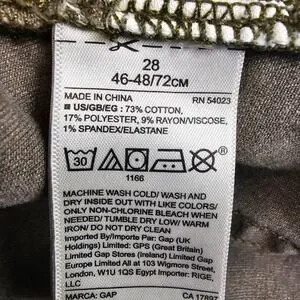 28
46-48/72CM
MADE IN CHINA RN 54023
US/GB/EG : 73% COTTON,
17% POLYESTER, 9% RAYON/VISCOSE,
1% SPANDEX/ELASTANE
30
1166
MACHINE WASH COLD/ WASH AND
DRY INSIDE OUT WITH LIKE COLORS/
ONLY NON-CHLORINE BLEACH WHEN
NEEDED/ TUMBLE DRY LOW/ WARM
IRON/ DO NOT DRY CLEAN
Imported By/Importe Par: Gap (UK
Holdings) Limited: GPS (Great Britain)
Limited Gap Stores (Ireland) Limited Gap
Europe Limited All at 103 Wigmore Street,
London, W1U 1QS Egypt Importer: RIGE,
LLC
MARCA: GAP CA 17897